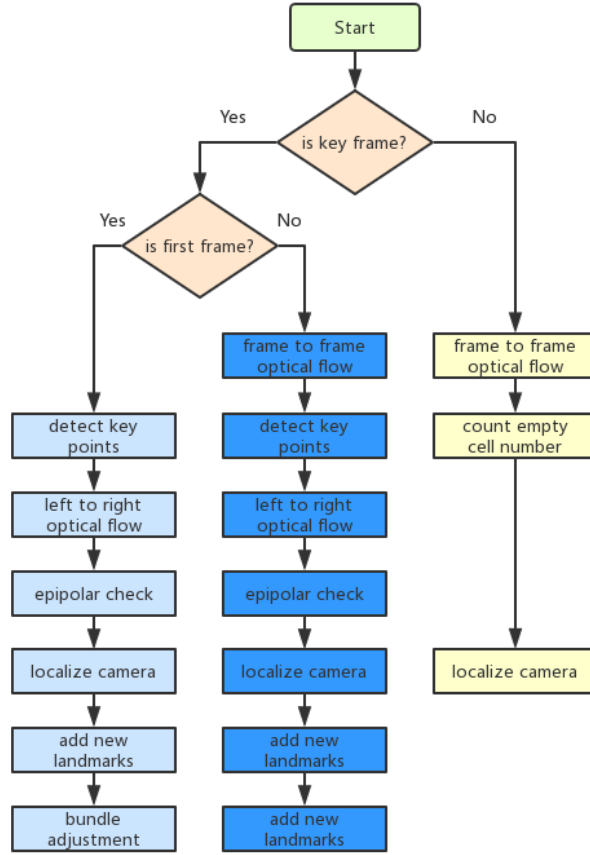 Start
Yes
is key frame?
No
Yes
is first frame?
No
frame to frame
optical flow
frame to frame
optical flow
detect key
points
detect key
points
count empty
cell number
left to right
optical flow
left to right
optical flow
epipolar check
epipolar check
localize camera
localize camera
localize camera
add new
landmarks
add new
landmarks
bundle
adjustment
add new
landmarks